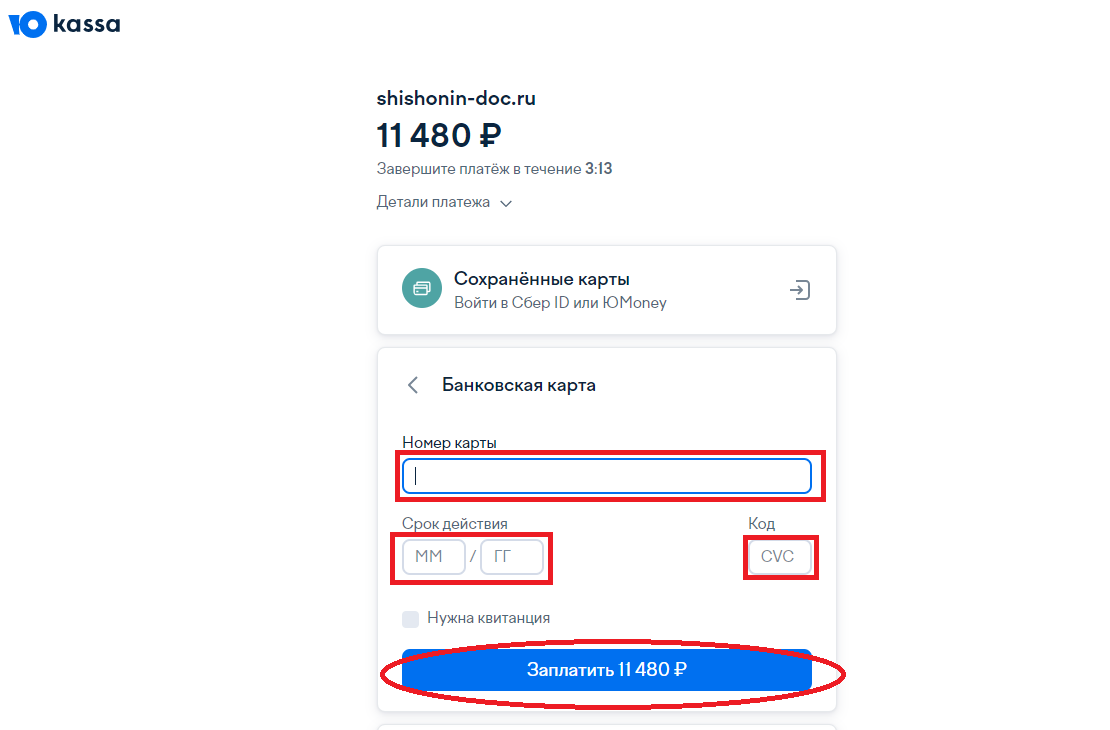 Ю kassa
shishonin-doc.ru
11 480 ₽
Завершите платёж в течение 3:13
Детали платежа
Сохранённые карты
Войти в Сбер ID или ЮMoney
Банковская карта
Номер карты
Срок действия Код
ММ / ГГ CVC
Нужна квитанция
Заплатить 11 480 ₽